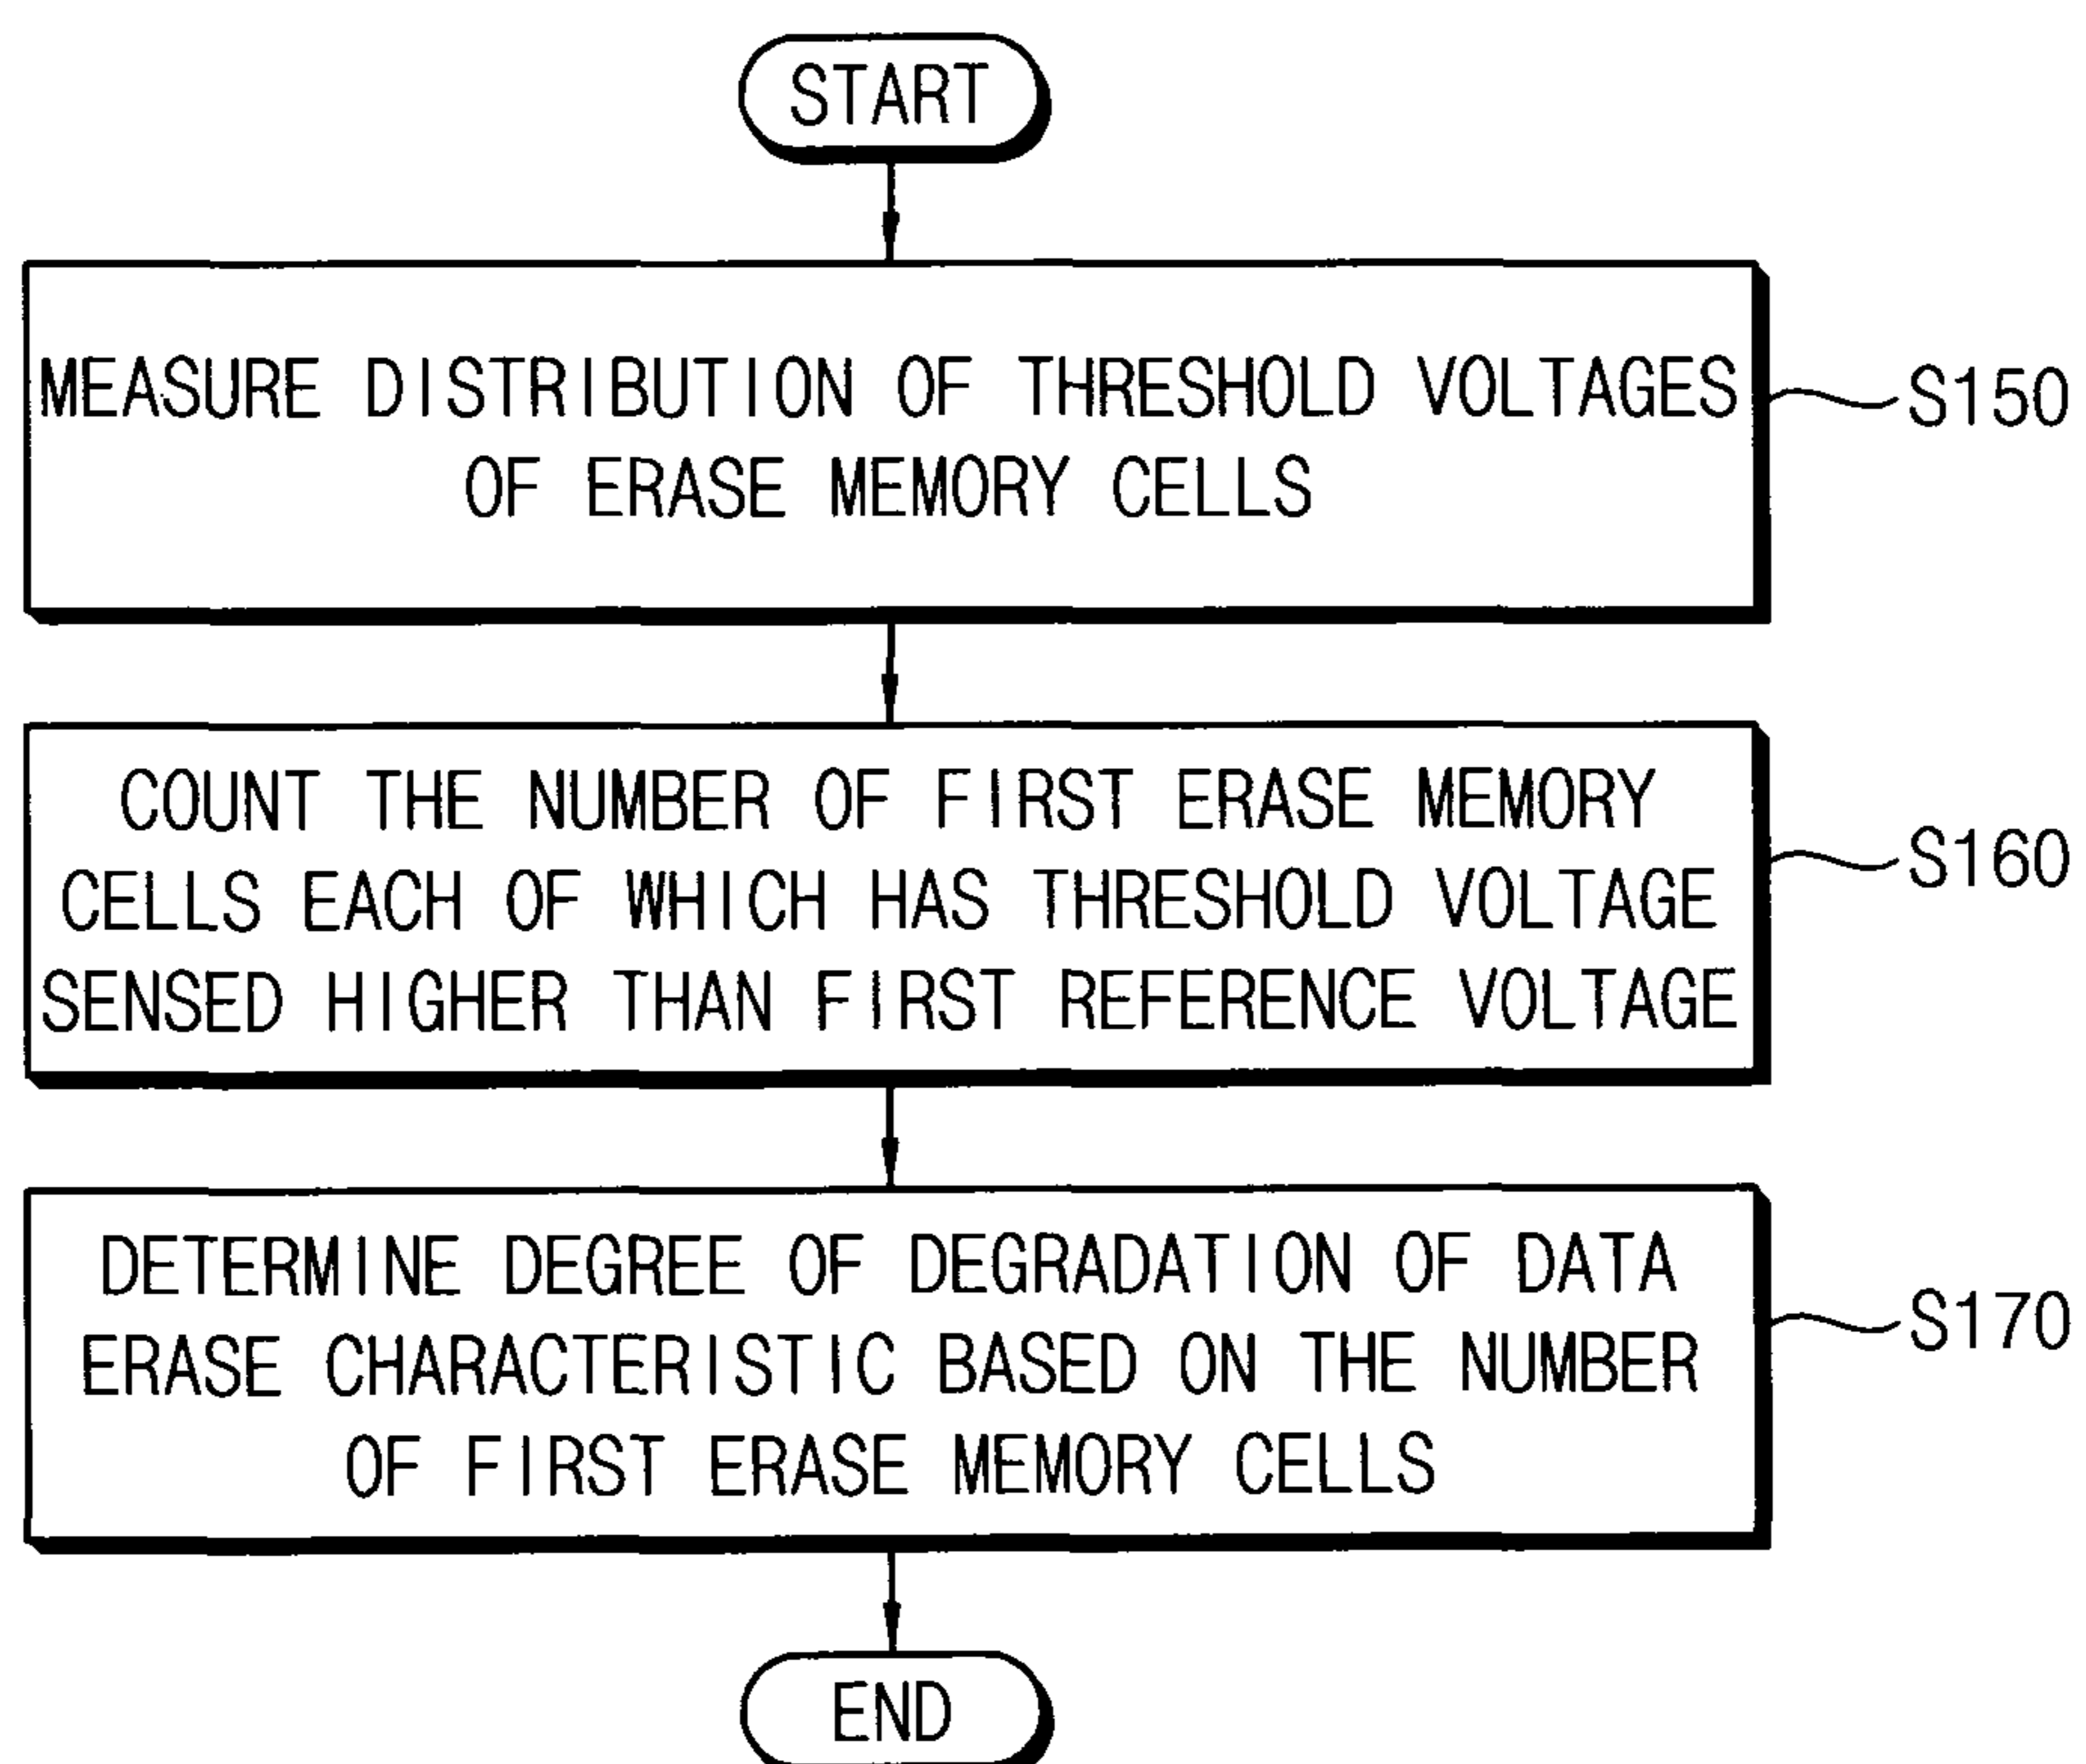 START
MEASURE DISTRIBUTION OF THRESHOLD VOLTAGES
OF ERASE MEMORY CELLS
S150
COUNT THE NUMBER OF FIRST ERASE MEMORY
CELLS EACH OF WHICH HAS THRESHOLD VOLTAGE
SENSED HIGHER THAN FIRST REFERENCE VOLTAGE
S160
DETERMINE DEGREE OF DEGRADATION OF DATA
ERASE CHARACTERISTIC BASED ON THE NUMBER
OF FIRST ERASE MEMORY CELLS
S170
END